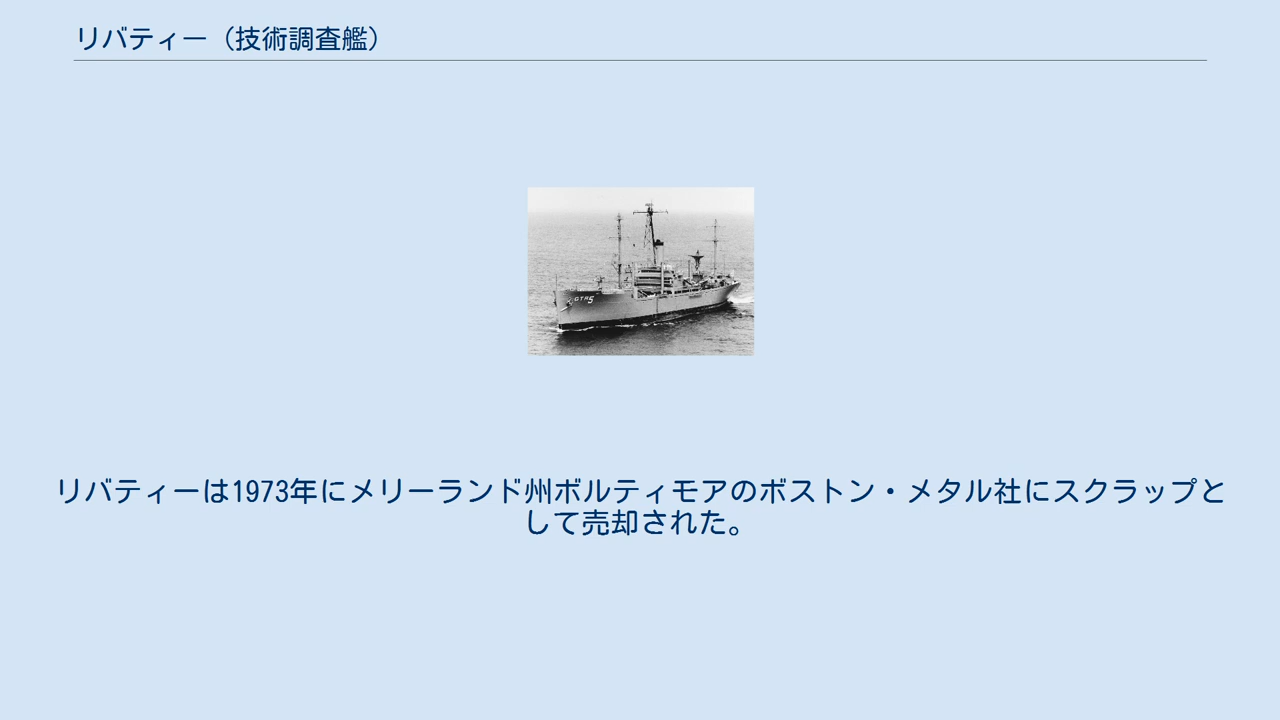 リバティー（技術調査艦）
GTR5
リバティーは1973年にメリーランド州ボルティモアのボストン・メタル社にスクラップと
して売却された。